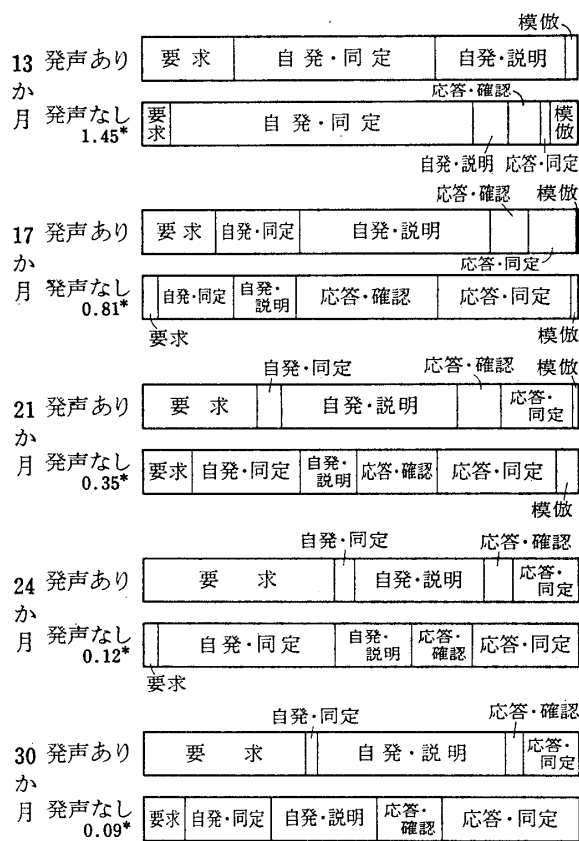 模倣
13 発声あり 要求 自発・同定 自発・説明
か
応答・確認
月 発声なし 要求 自発・同定 模倣
1.45*
自発・説明 応答・同定
応答・確認 模倣
17 発声あり 要求 自発・同定 自発・説明
か
応答・同定
月 発声なし 自発・同定 自発・説明 応答・確認 応答・同定
0.81*
要求 模倣
自発・同定 応答・確認 模倣
21 発声あり 要求 自発・説明 応答・同定
か
月 発声なし 要求 自発・同定 自発・説明 応答・確認 応答・同定
0.35*
模倣
自発・同定 応答・確認
24 発声あり 要求 自発・説明 応答・同定
か
月 発声なし 自発・同定 自発・説明 応答・確認 応答・同定
0.12*
要求
自発・同定 応答・確認
30 発声あり 要求 自発・説明 応答・同定
か
月 発声なし 要求 自発・同定 自発・説明 応答・確認 応答・同定
0.09*